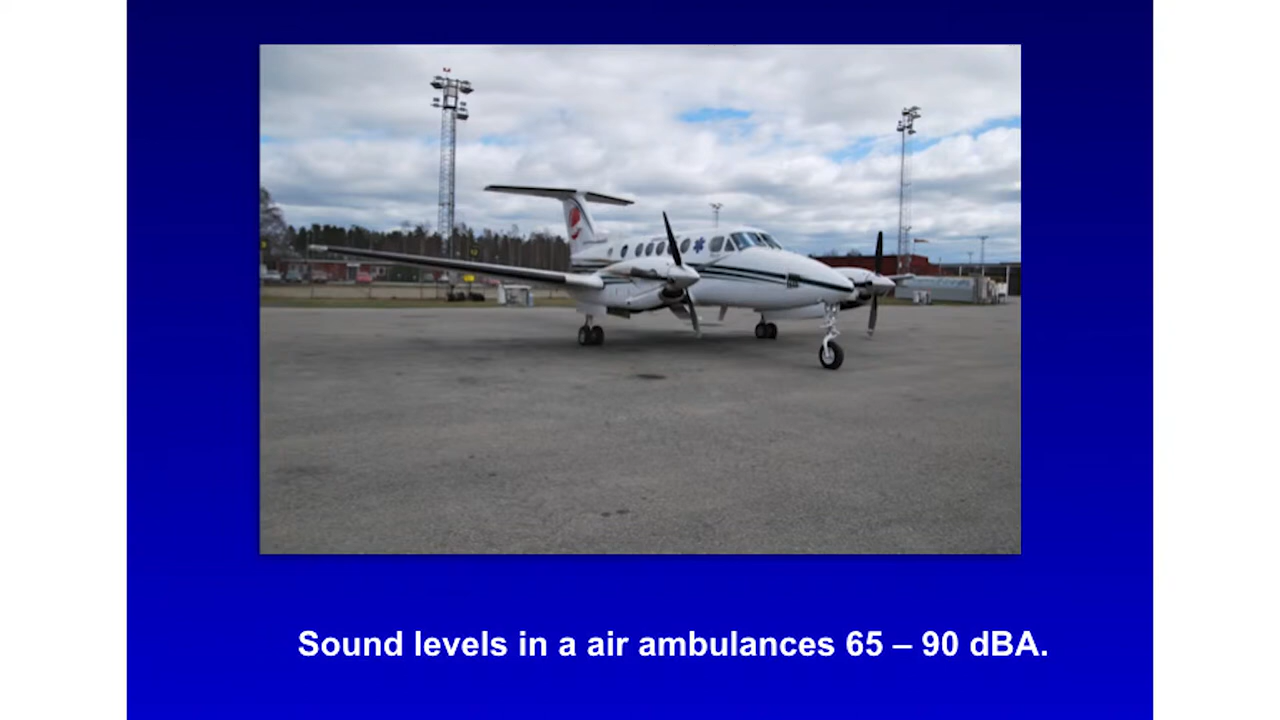 Sound levels in a air ambulances 65 – 90 dBA.